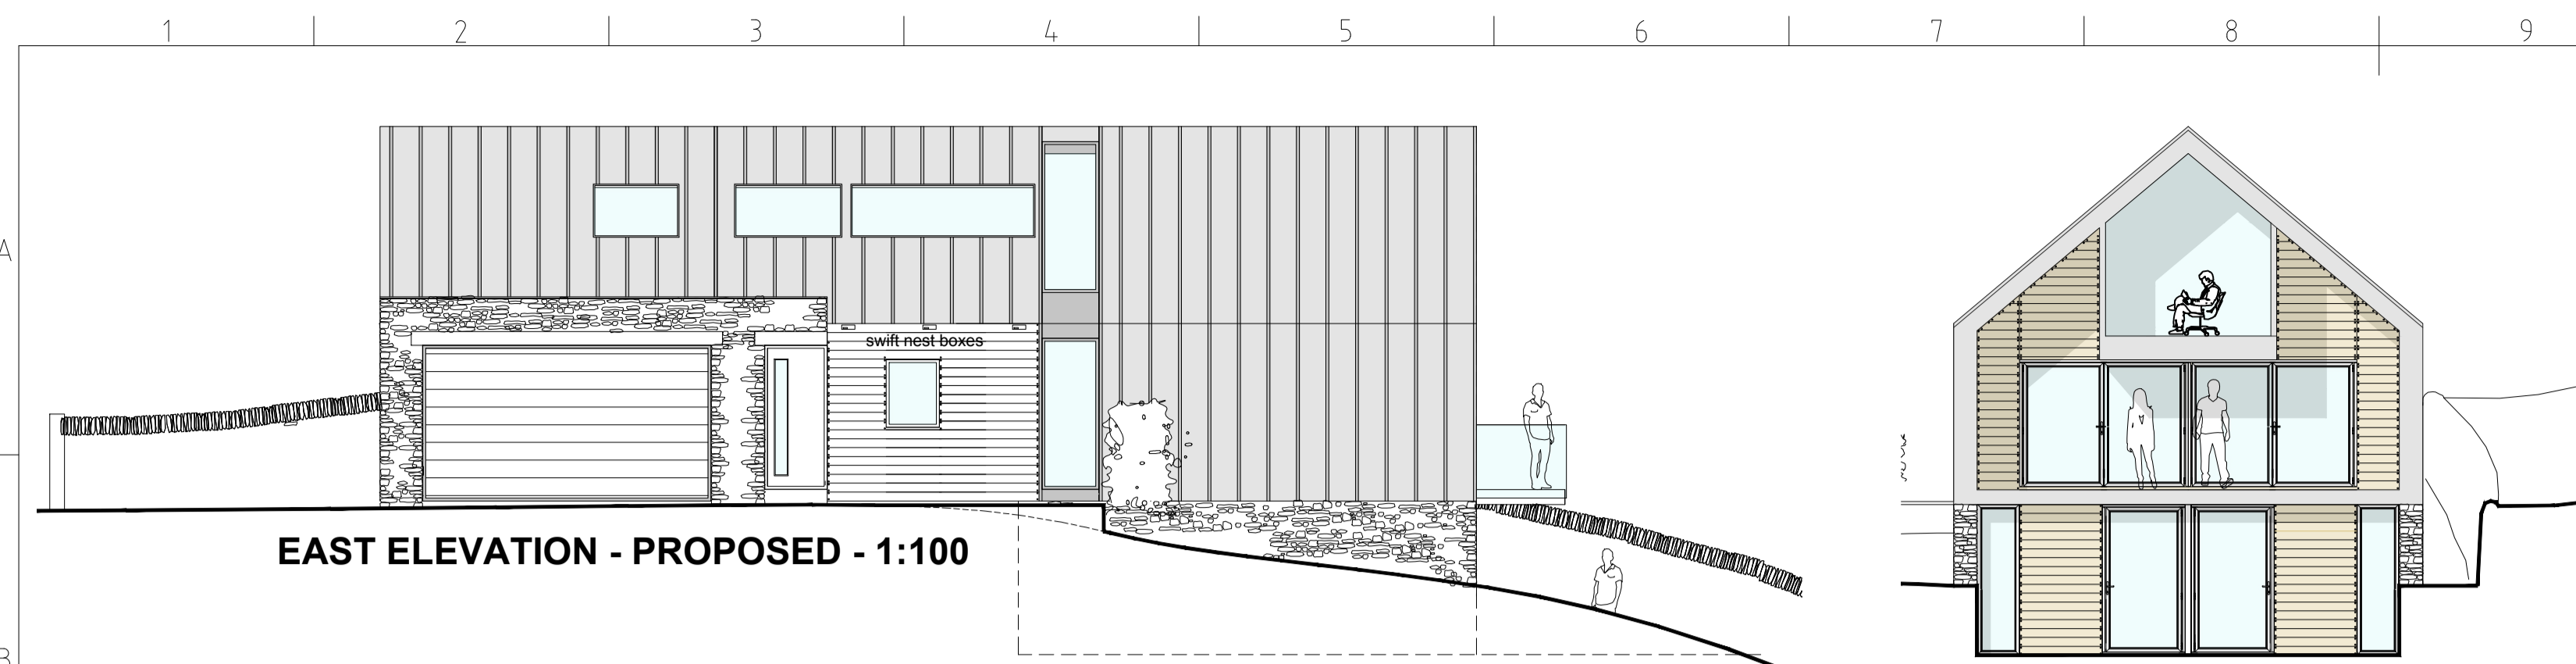 1 2 3 4 5 6 7 8 9
A
swift nest boxes
EAST ELEVATION - PROPOSED - 1:100
B